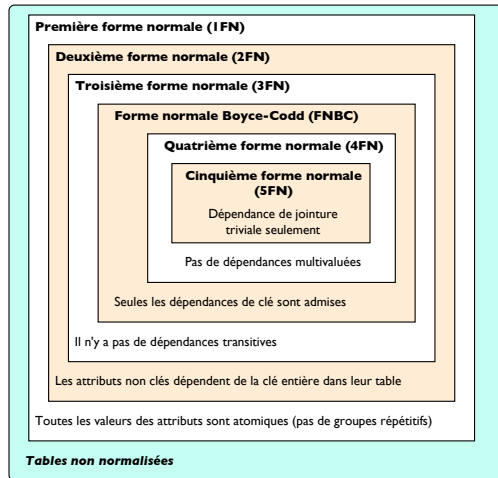 Première forme normale (1FN)
Deuxième forme normale (2FN)
Troisième forme normale (3FN)
Forme normale Boyce-Codd (FNBC)
Quatrième forme normale (4FN)
Cinquième forme normale
(5FN)
Dépendance de jointure
triviale seulement
Pas de dépendances multivaluées
Seules les dépendances de clé sont admises
Il n'y a pas de dépendances transitives
Les attributs non clés dépendent de la clé entière dans leur table
Toutes les valeurs des attributs sont atomiques (pas de groupes répétitifs)
Tables non normalisées